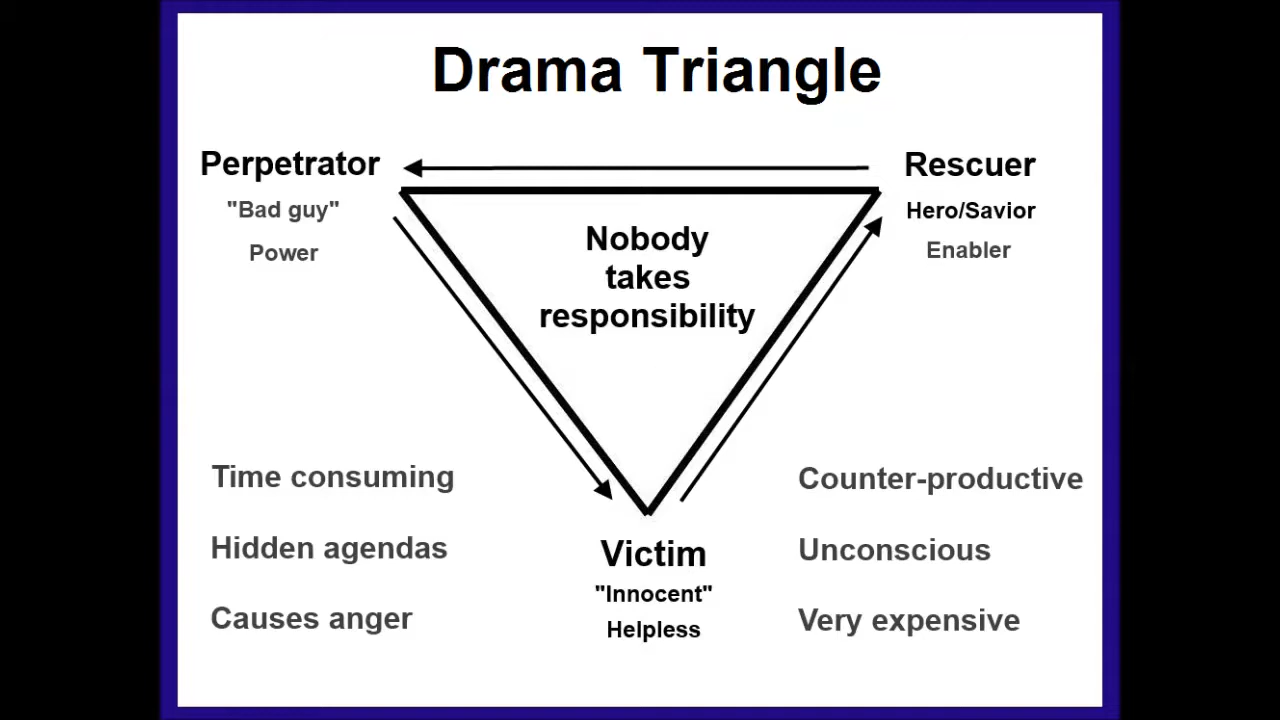 Drama Triangle
Perpetrator
"Bad guy"
Power
Rescuer
Hero/Savior
Enabler
Nobody
takes
responsibility
Time consuming
Hidden agendas
Causes anger
Victim
"Innocent"
Helpless
Counter-productive
Unconscious
Very expensive